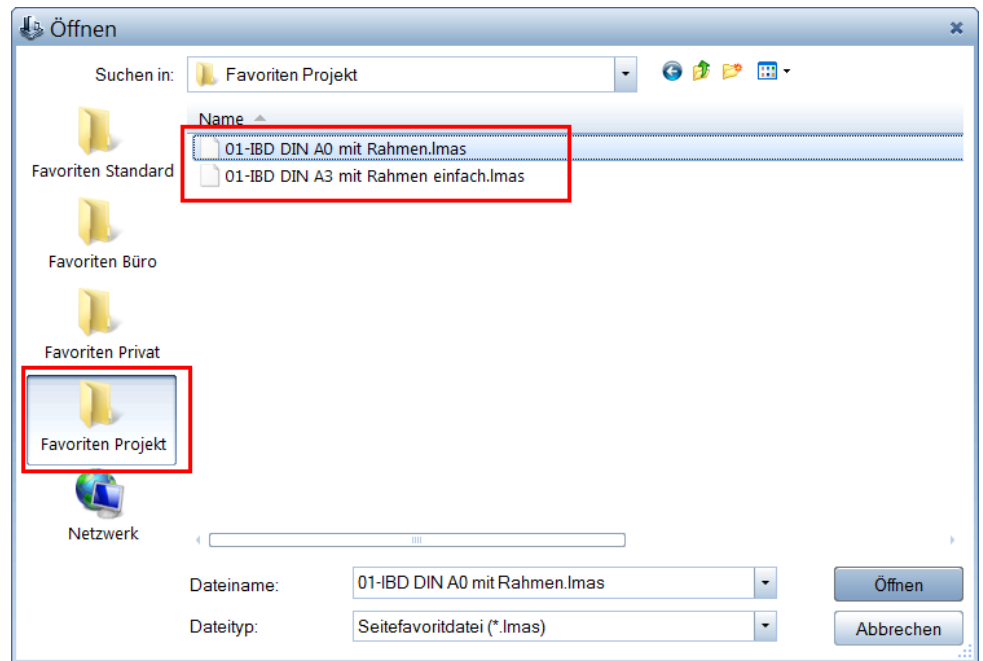 Öffnen
Suchen in: Favoriten Projekt
Name
01-IBD DIN A0 mit Rahmen.lmas
01-IBD DIN A3 mit Rahmen einfach.lmas
Favoriten Standard
Favoriten Büro
Favoriten Privat
Favoriten Projekt
Netzwerk
Dateiname: 01-IBD DIN A0 mit Rahmen.lmas Öffnen
Dateityp: Seitefavoritdatei (*.lmas) Abbrechen